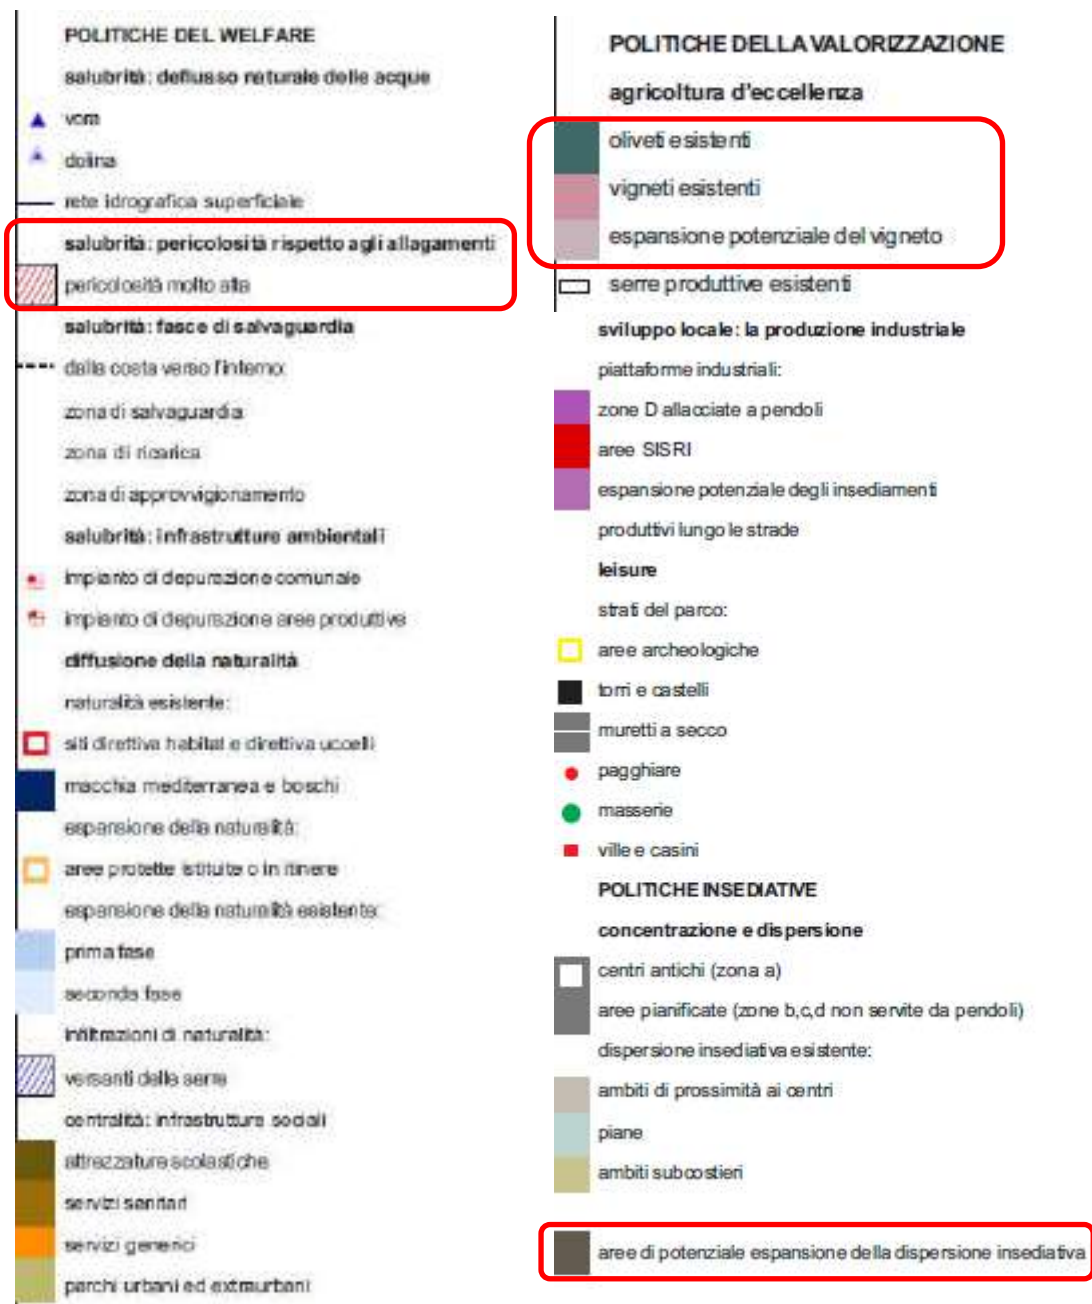 POLITICHE DEL WELFARE
salubrità: deflusso naturale delle acque
vora
dolina
rete idrografica superficiale
salubrità: pericolosità rispetto agli allagamenti
pericolosità molto alta
salubrità: fasce di salvaguardia
dalla costa verso l'interno:
zona di salvaguardia
zona di ricarica
zona di approvvigionamento
salubrità: infrastrutture ambientali
impianto di depurazione comunale
impianto di depurazione aree produttive
diffusione della naturalità
naturalità esistente:
siti direttiva habitat e direttiva uccelli
macchia mediterranea e boschi
espansione della naturalità:
aree protette istituite o in itinere
espansione della naturalità esistente:
prima fase
seconda fase
infiltrazioni di naturalità:
versanti delle serre
centralità: infrastrutture sociali
attrezzature scolastiche
servizi sanitari
servizi generici
parchi urbani ed extraurbani
POLITICHE DELLA VALORIZZAZIONE
agricoltura d'eccellenza
oliveti esistenti
vigneti esistenti
espansione potenziale del vigneto
serre produttive esistenti
sviluppo locale: la produzione industriale
piattaforme industriali:
zone D allacciate a pendoli
aree SISRI
espansione potenziale degli insediamenti
produttivi lungo le strade
leisure
strati del parco:
aree archeologiche
torri e castelli
muretti a secco
pagghiare
masserie
ville e casini
POLITICHE INSEDIATIVE
concentrazione e dispersione
centri antichi (zona a)
aree pianificate (zone b,c,d non servite da pendoli)
dispersione insediativa esistente:
ambiti di prossimità ai centri
piane
ambiti subcostieri
aree di potenziale espansione della dispersione insediativa